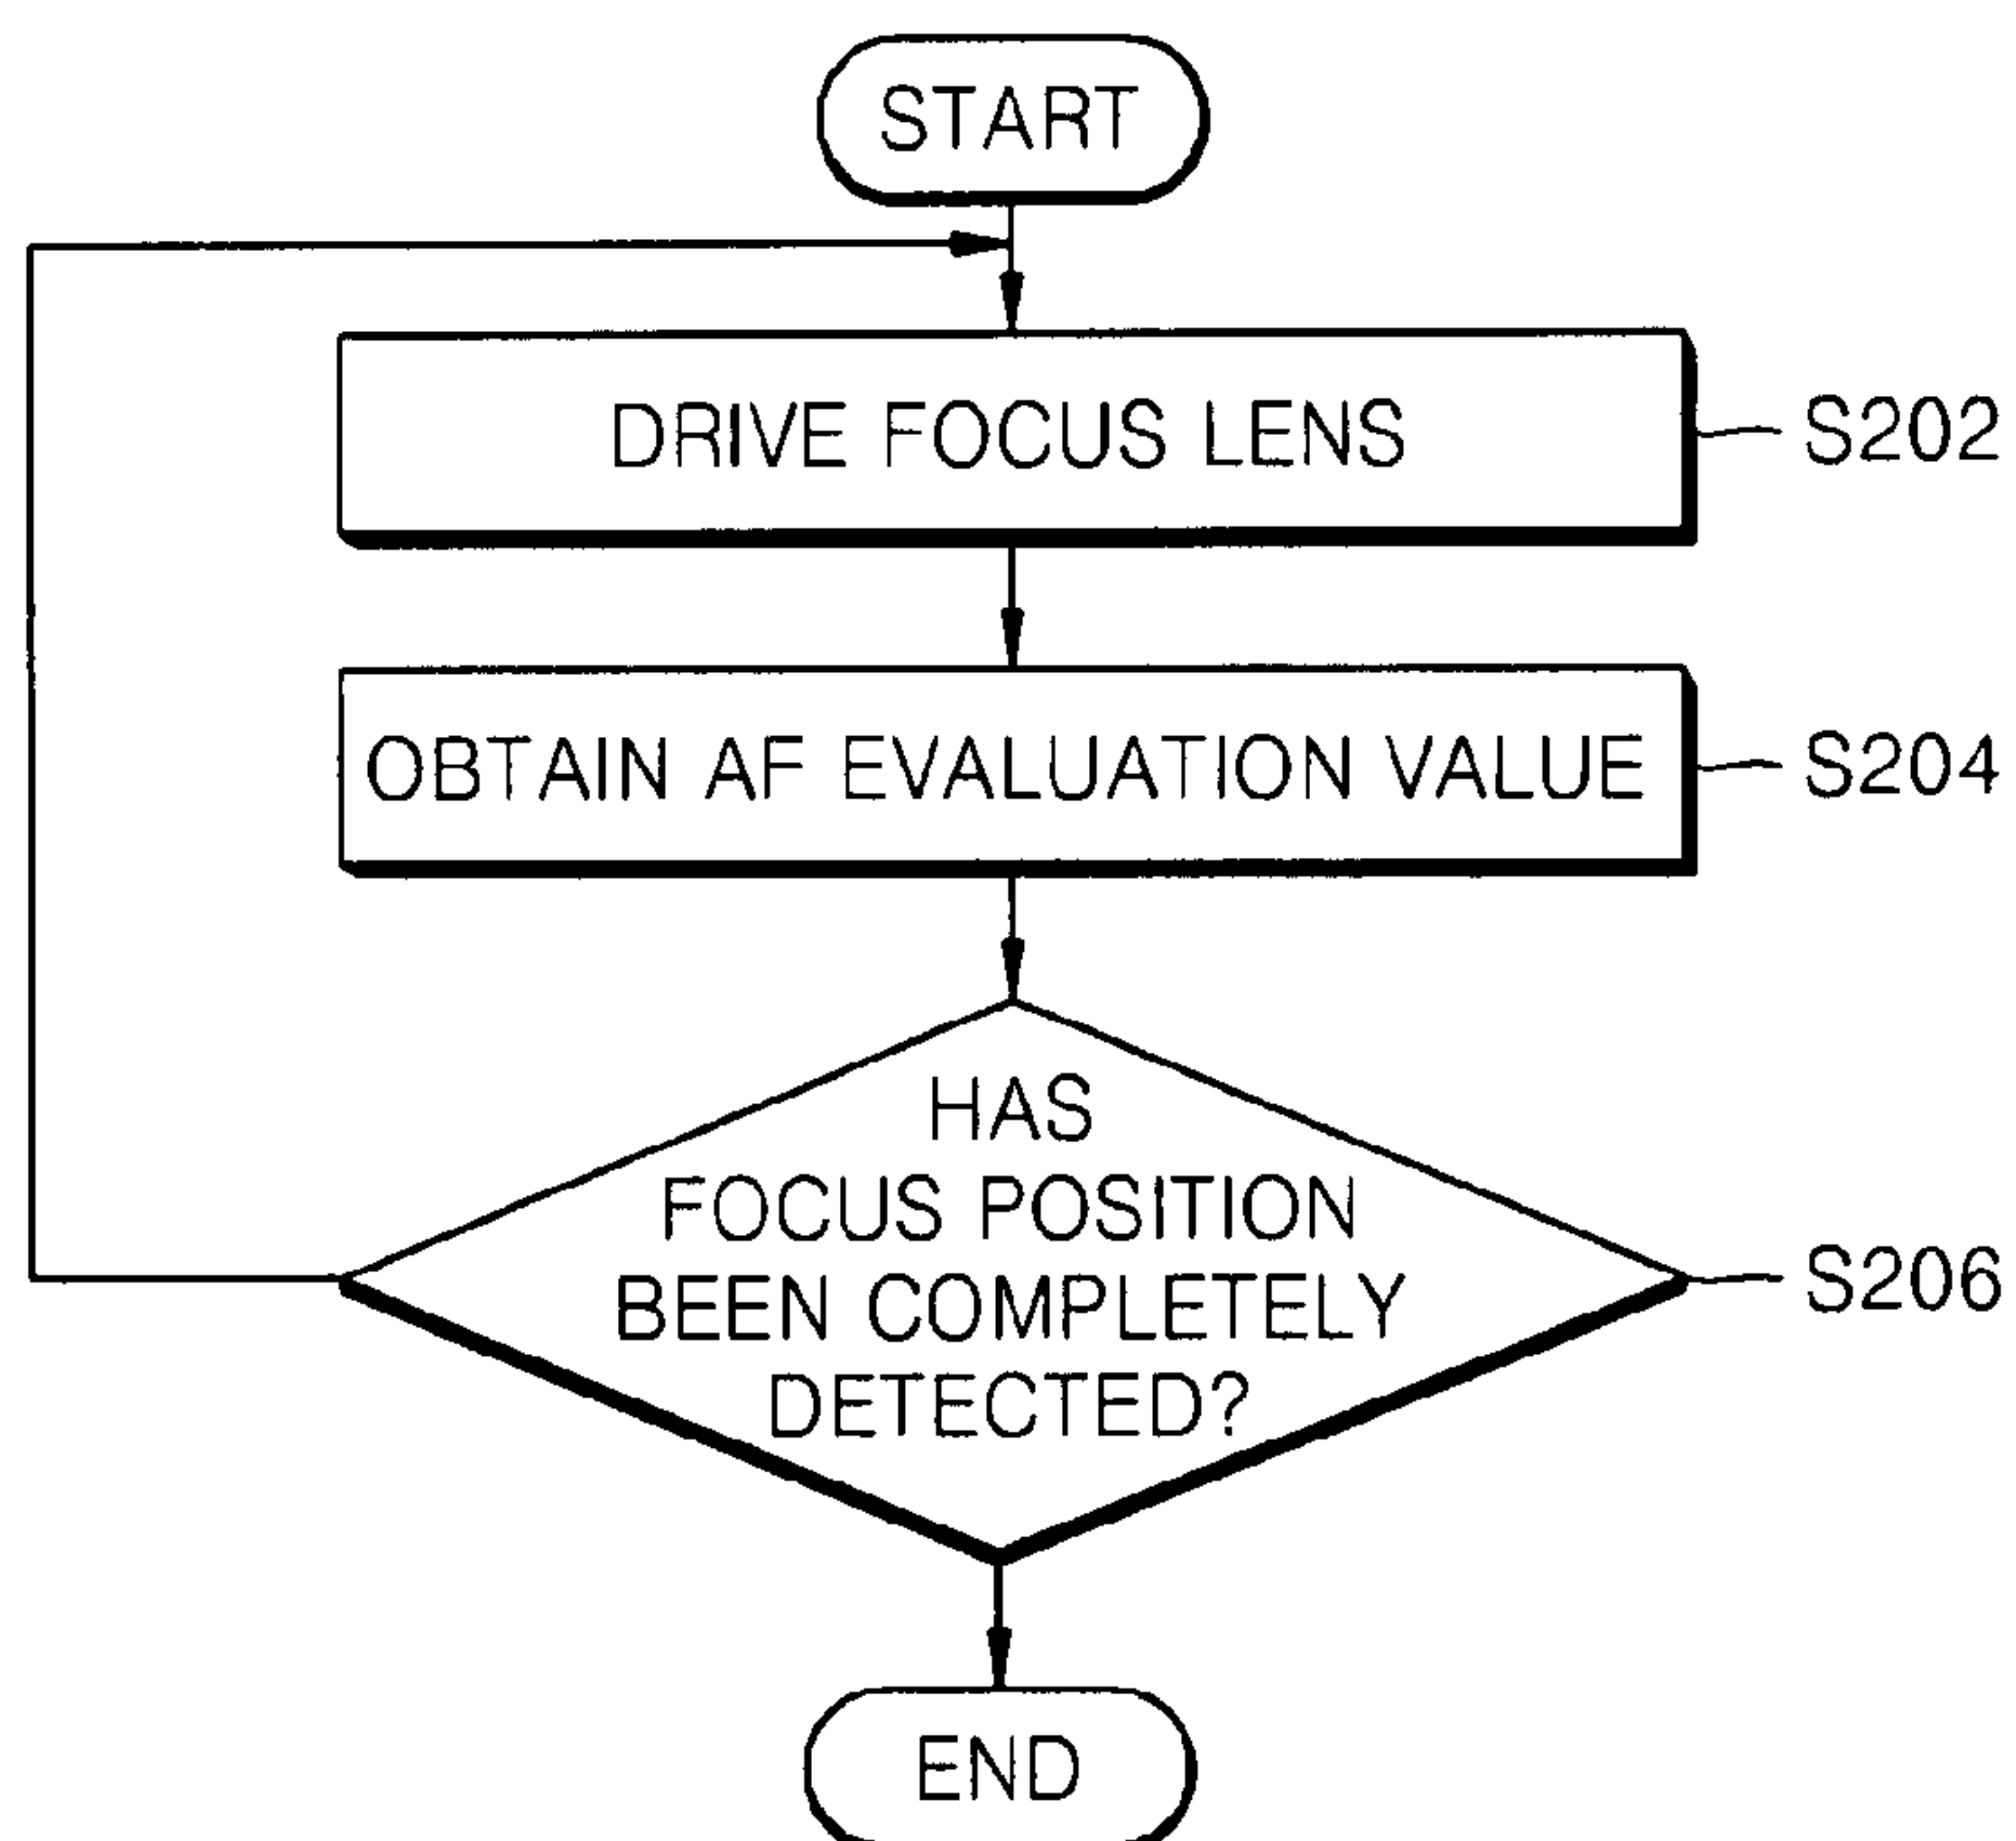 START
DRIVE FOCUS LENS
S202
OBTAIN AF EVALUATION VALUE
S204
HAS
FOCUS POSITION
BEEN COMPLETELY
DETECTED?
S206
END